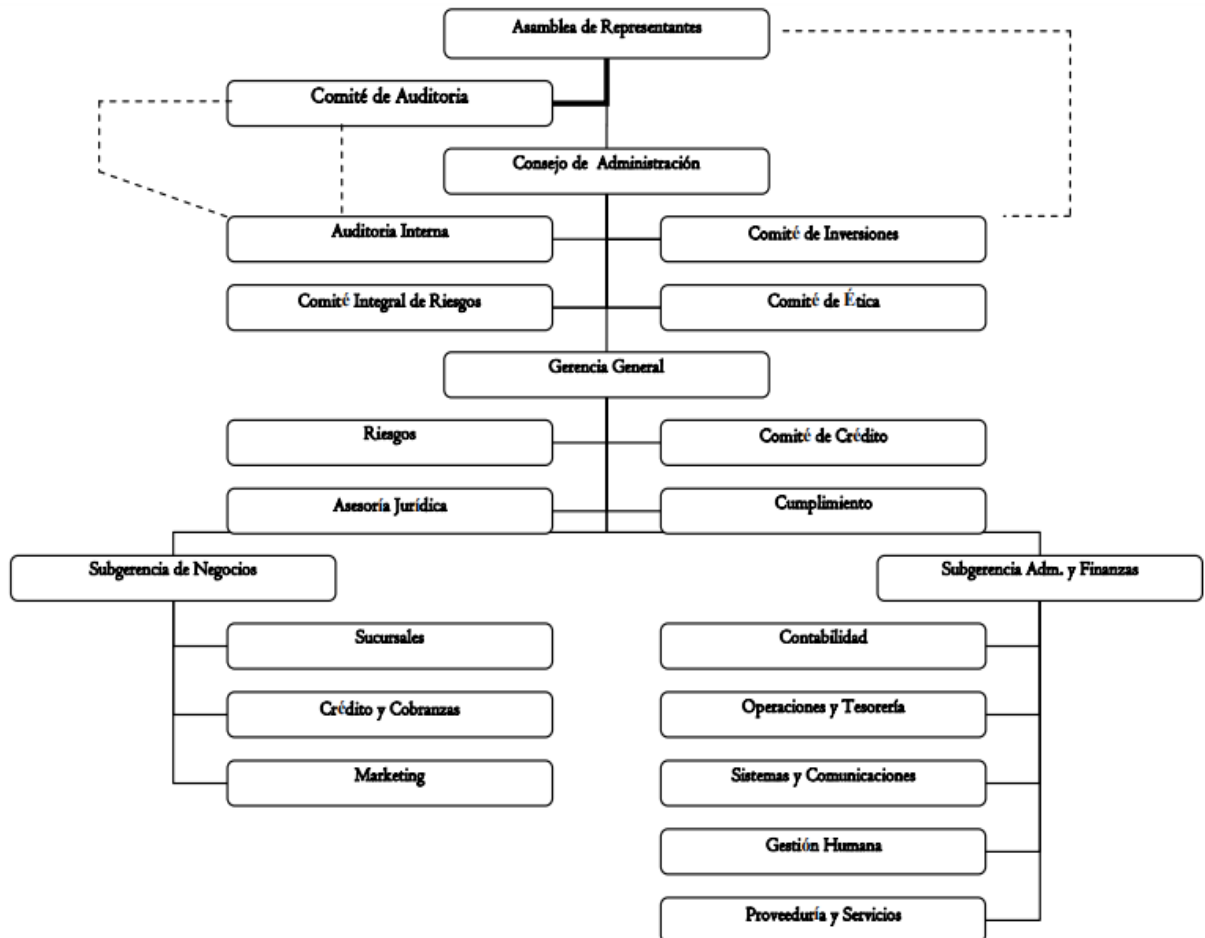 Asamblea de Representantes
Comité de Auditoria
Consejo de Administración
Auditoria Interna
Comité de Inversiones
Comité Integral de Riesgos
Comité de Ética
Gerencia General
Riesgos
Comité de Crédito
Asesoría Jurídica
Cumplimiento
Subgerencia de Negocios
Subgerencia Adm. y Finanzas
Sucursales
Contabilidad
Crédito y Cobranzas
Operaciones y Tesorería
Marketing
Sistemas y Comunicaciones
Gestión Humana
Proveeduría y Servicios